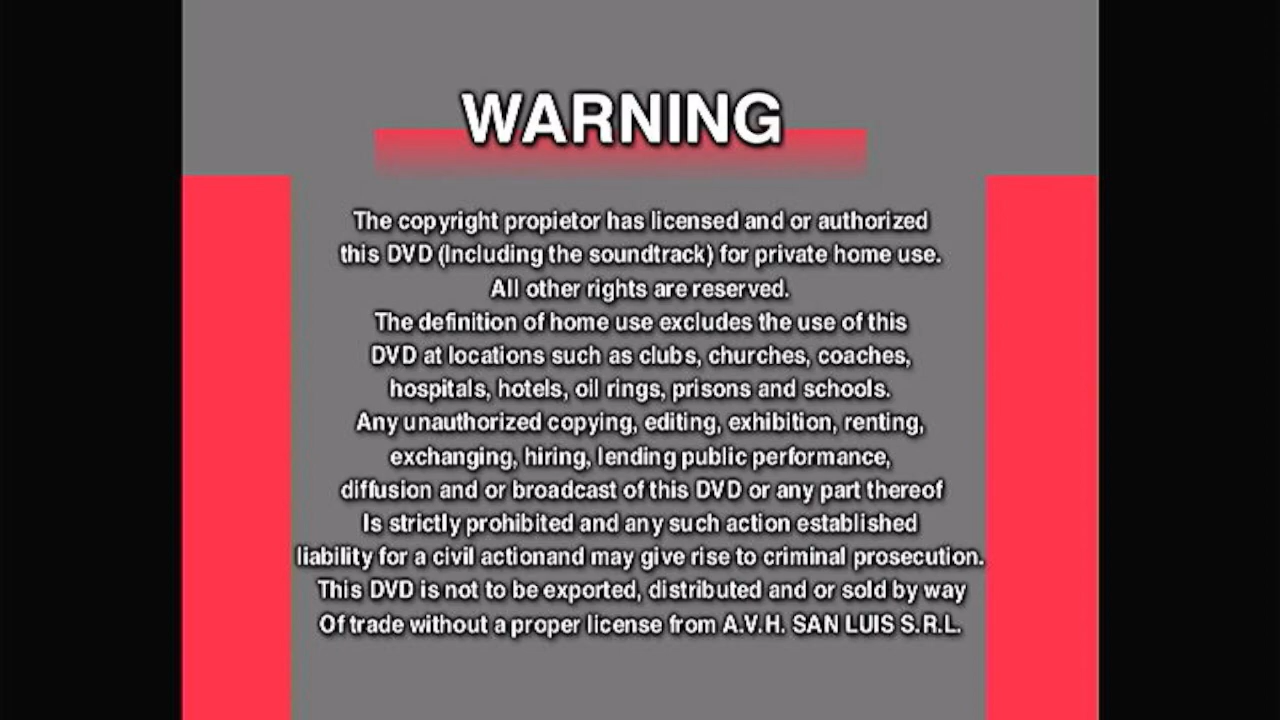 WARNING
The copyright propietor has licensed and or authorized
this DVD (Including the soundtrack) for private home use.
All other rights are reserved.
The definition of home use excludes the use of this
DVD at locations such as clubs, churches, coaches,
hospitals, hotels, oil rings, prisons and schools.
Any unauthorized copying, editing, exhibition, renting,
exchanging, hiring, lending public performance,
diffusion and or broadcast of this DVD or any part thereof
Is strictly prohibited and any such action established
liability for a civil actionand may give rise to criminal prosecution.
This DVD is not to be exported, distributed and or sold by way
Of trade without a proper license from A.V.H. SAN LUIS S.R.L.